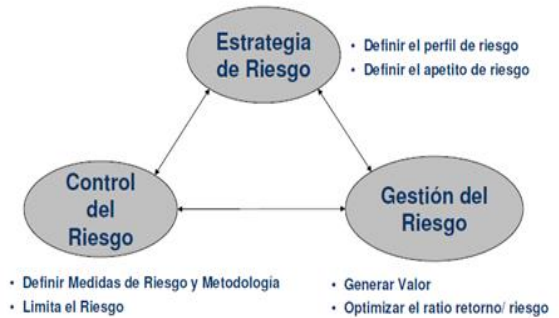 Estrategia
de Riesgo
• Definir el perfil de riesgo
• Definir el apetito de riesgo
Control
del
Riesgo
Gestión del
Riesgo
• Definir Medidas de Riesgo y Metodología
• Limita el Riesgo
• Generar Valor
• Optimizar el ratio retorno/ riesgo